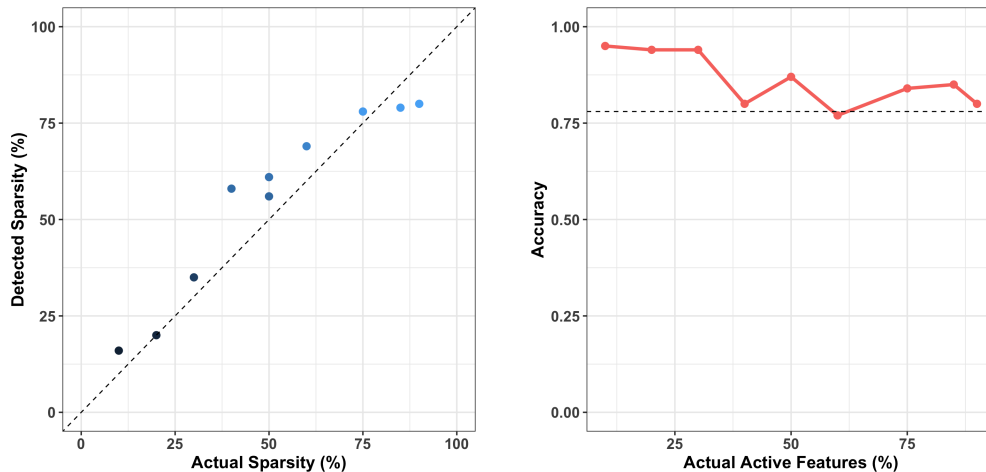 100
75
50
25
0
Detected Sparsity (%)
0 25 50 75 100
Actual Sparsity (%)
1.00
0.75
0.50
0.25
0.00
Accuracy
25 50 75
Actual Active Features (%)